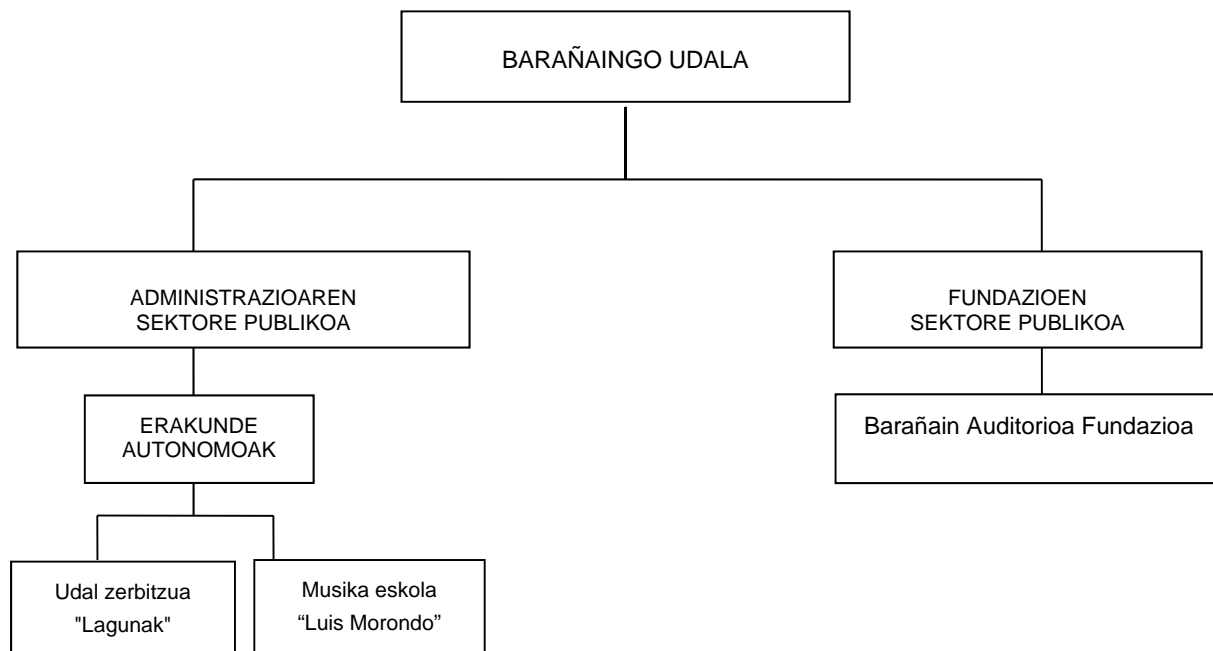 BARAÑAINGO UDALA
ADMINISTRAZIOAREN
SEKTORE PUBLIKOA
FUNDAZIOEN
SEKTORE PUBLIKOA
ERAKUNDE
AUTONOMOAK
Barañain Auditorioa Fundazioa
Udal zerbitzua
"Lagunak"
Musika eskola
“Luis Morondo”